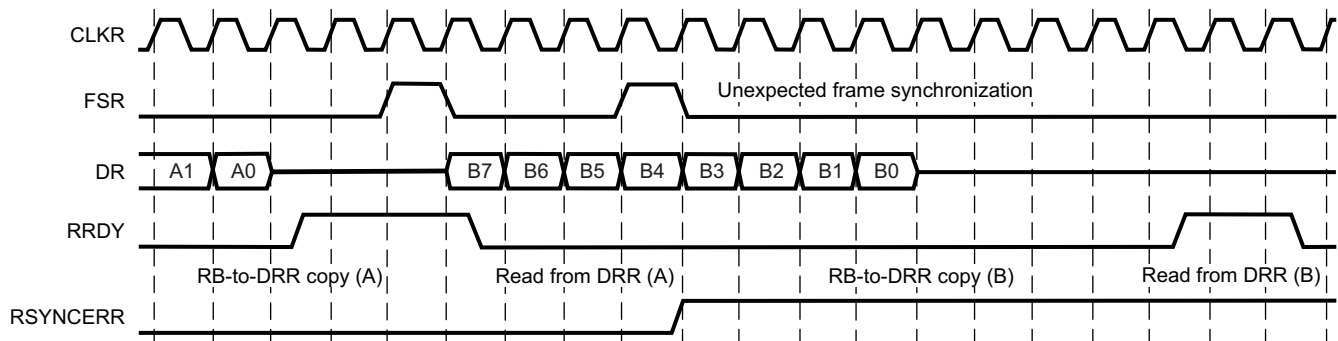 CLKR
FSR
Unexpected frame synchronization
DR
A1 A0 B7 B6 B5 B4 B3 B2 B1 B0
RRDY
RB-to-DRR copy (A) Read from DRR (A) RB-to-DRR copy (B) Read from DRR (B)
RSYNCERR